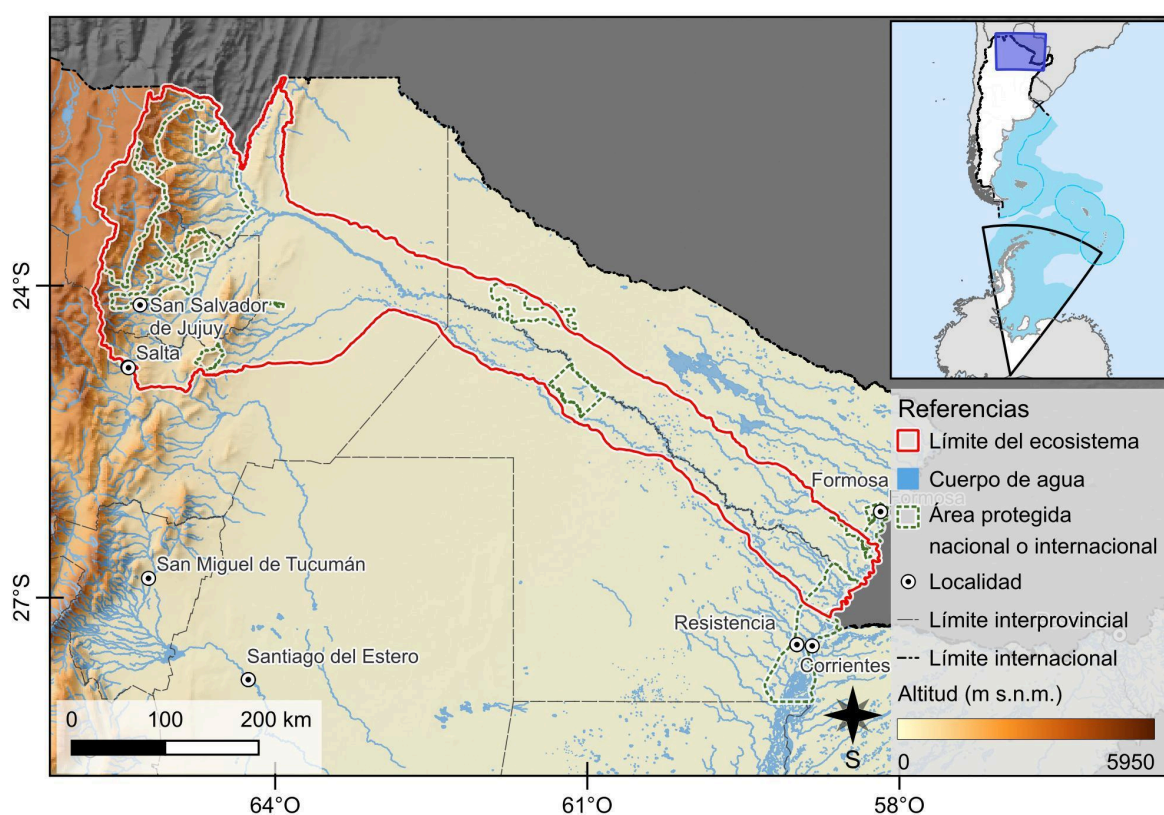 24°S
27°S
San Salvador
de Jujuy
Salta
Formosa
San Miguel de Tucumán
Resistencia
Corrientes
Santiago del Estero
0 100 200 km
S
Referencias
Límite del ecosistema
Cuerpo de agua
Formosa
Área protegida
nacional o internacional
Localidad
Límite interprovincial
Límite internacional
Altitud (m s.n.m.)
0 5950
64°O 61°O 58°O